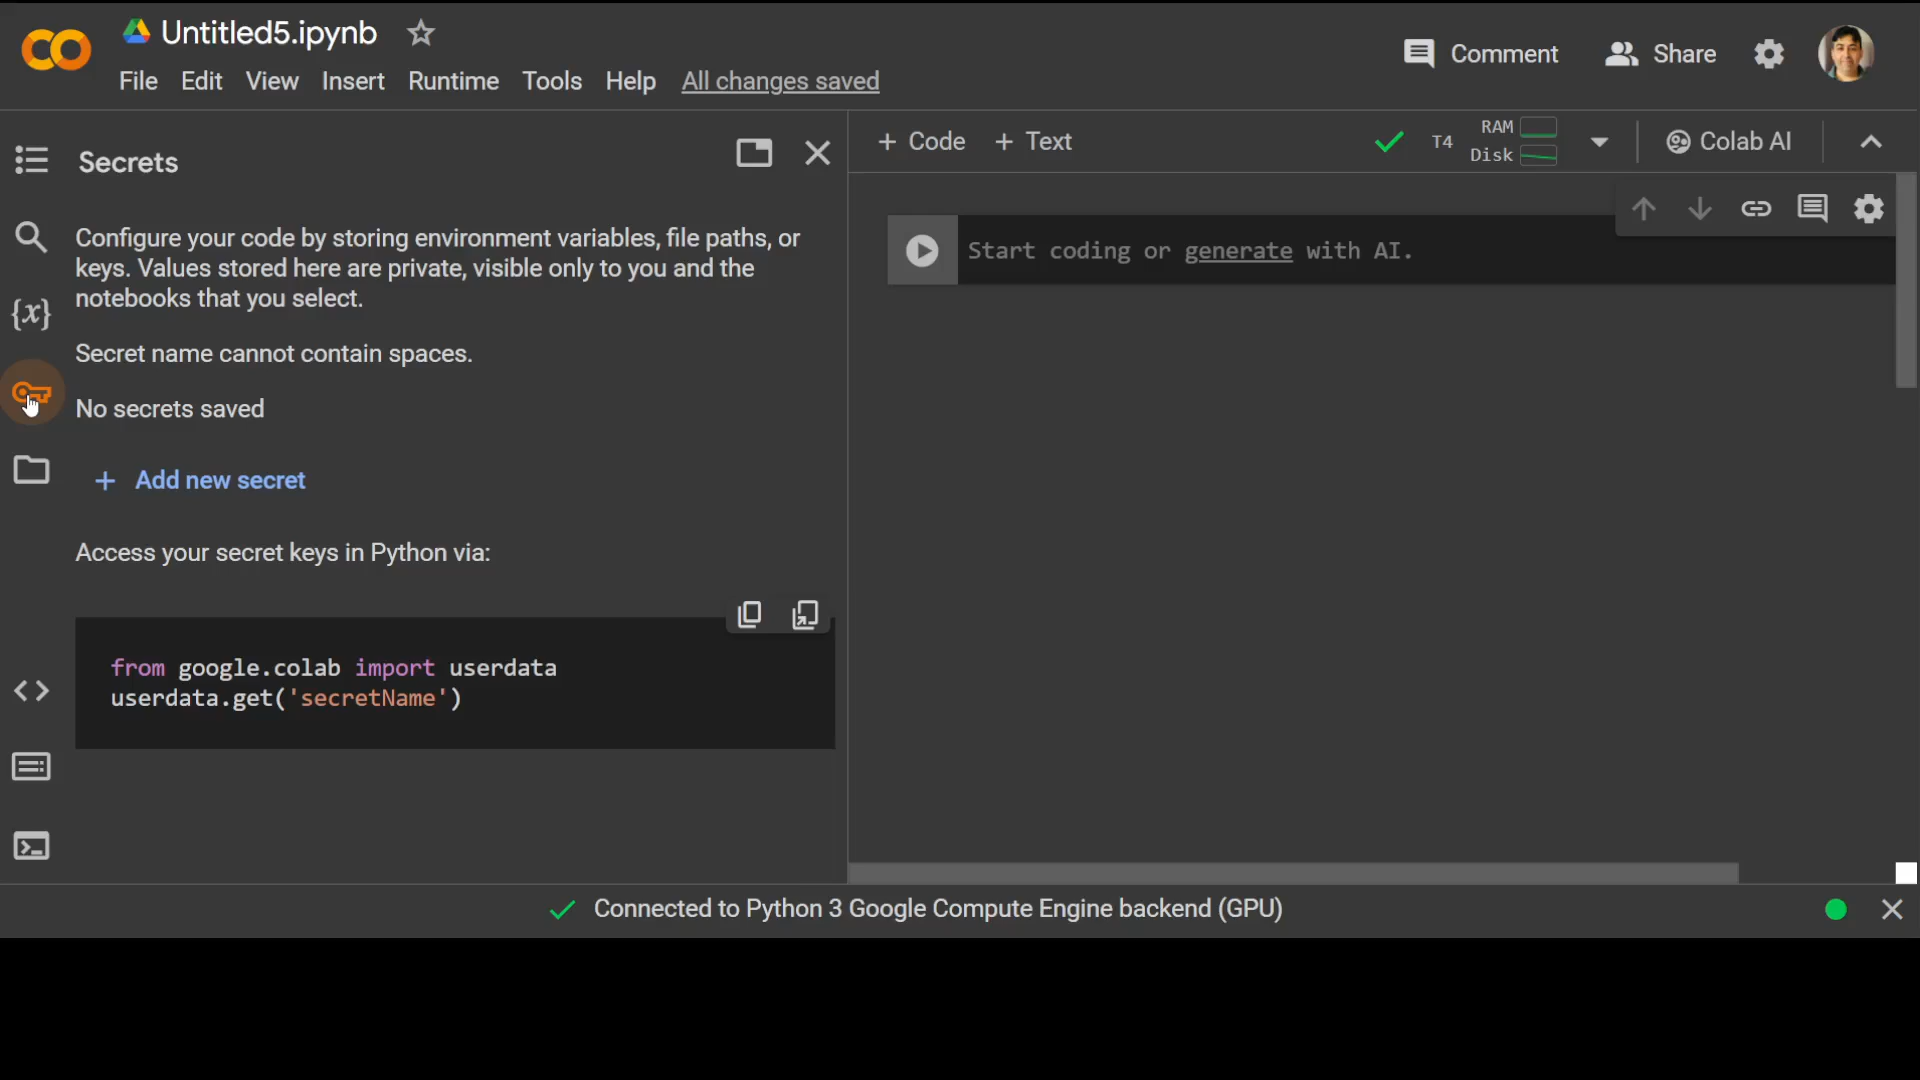 Untitled5.ipynb
File Edit View Insert Runtime Tools Help All changes saved
Comment
Share
Secrets
Configure your code by storing environment variables, file paths, or
keys. Values stored here are private, visible only to you and the
notebooks that you select.
Secret name cannot contain spaces.
No secrets saved
+ Add new secret
Access your secret keys in Python via:
from google.colab import userdata
userdata.get('secretName')
+ Code + Text
T4
RAM
Disk
Colab AI
Start coding or generate with AI.
{x}
Connected to Python 3 Google Compute Engine backend (GPU)